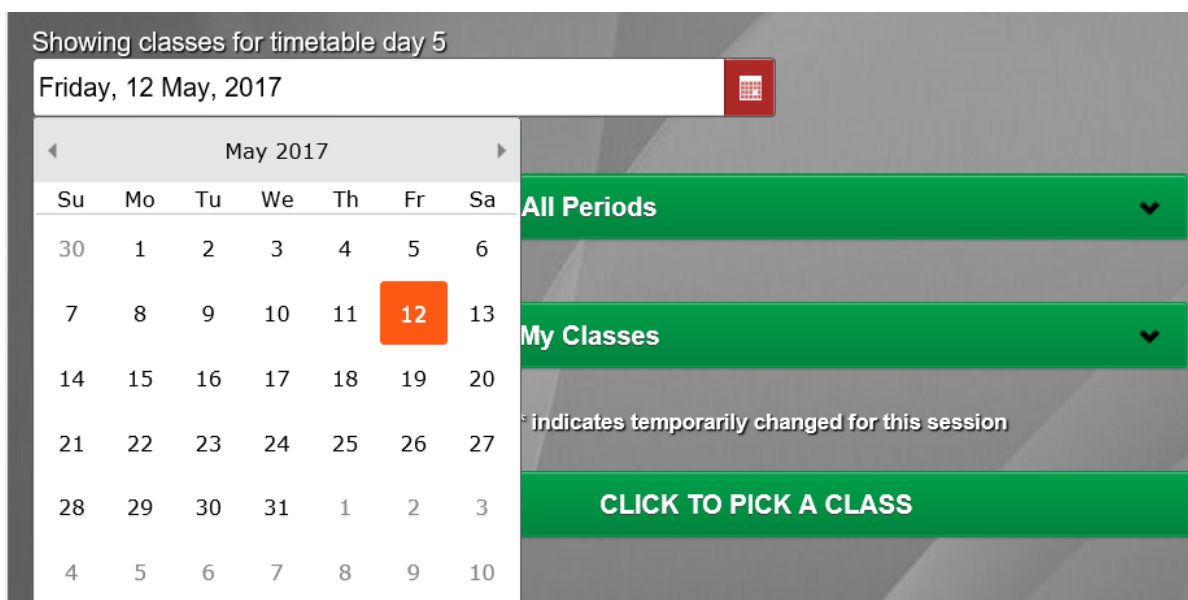 Showing classes for timetable day 5
Friday, 12 May, 2017
May 2017
Su Mo Tu We Th Fr Sa
30 1 2 3 4 5 6
All Periods
7 8 9 10 11 12 13
My Classes
14 15 16 17 18 19 20
* indicates temporarily changed for this session
21 22 23 24 25 26 27
28 29 30 31 1 2 3
CLICK TO PICK A CLASS
4 5 6 7 8 9 10